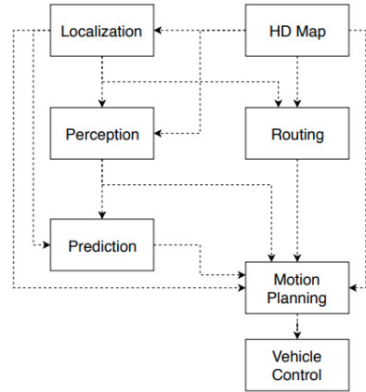 Localization
HD Map
Perception
Routing
Prediction
Motion
Planning
Vehicle
Control